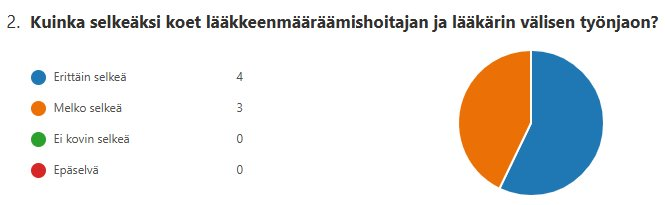 2. Kuinka selkeäksi koet lääkkeenmääräämishoitajan ja lääkärin välisen työnjaon?
Erittäin selkeä 4
Melko selkeä 3
Ei kovin selkeä 0
Epäselvä 0